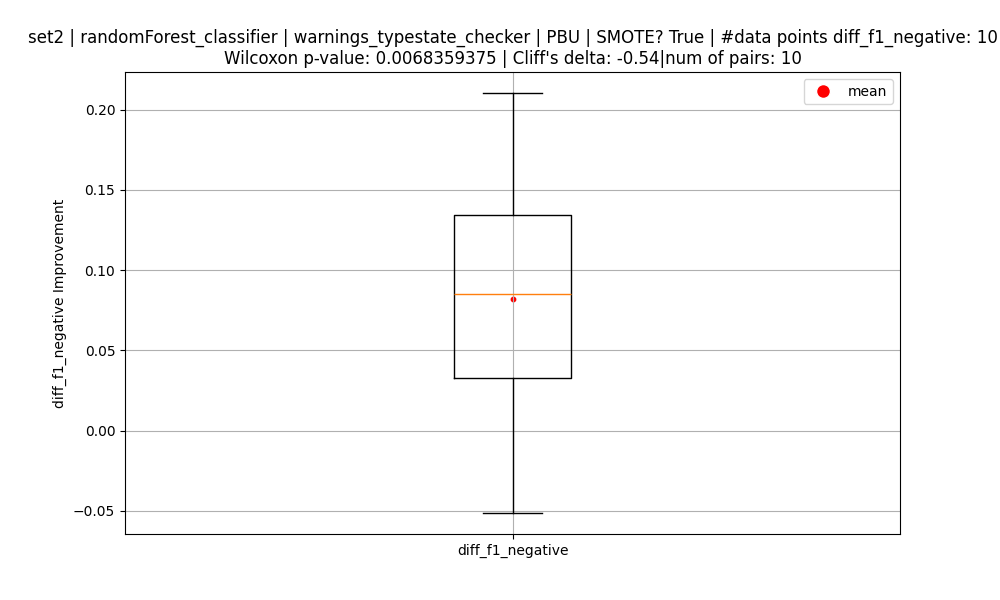 set2 | randomForest_classifier | warnings_typestate_checker | PBU | SMOTE? True | #data points diff_f1_negative: 10
Wilcoxon p-value: 0.0068359375 | Cliff's delta: -0.54|num of pairs: 10
mean
0.20
0.15
0.10
0.05
0.00
−0.05
diff_f1_negative Improvement
diff_f1_negative